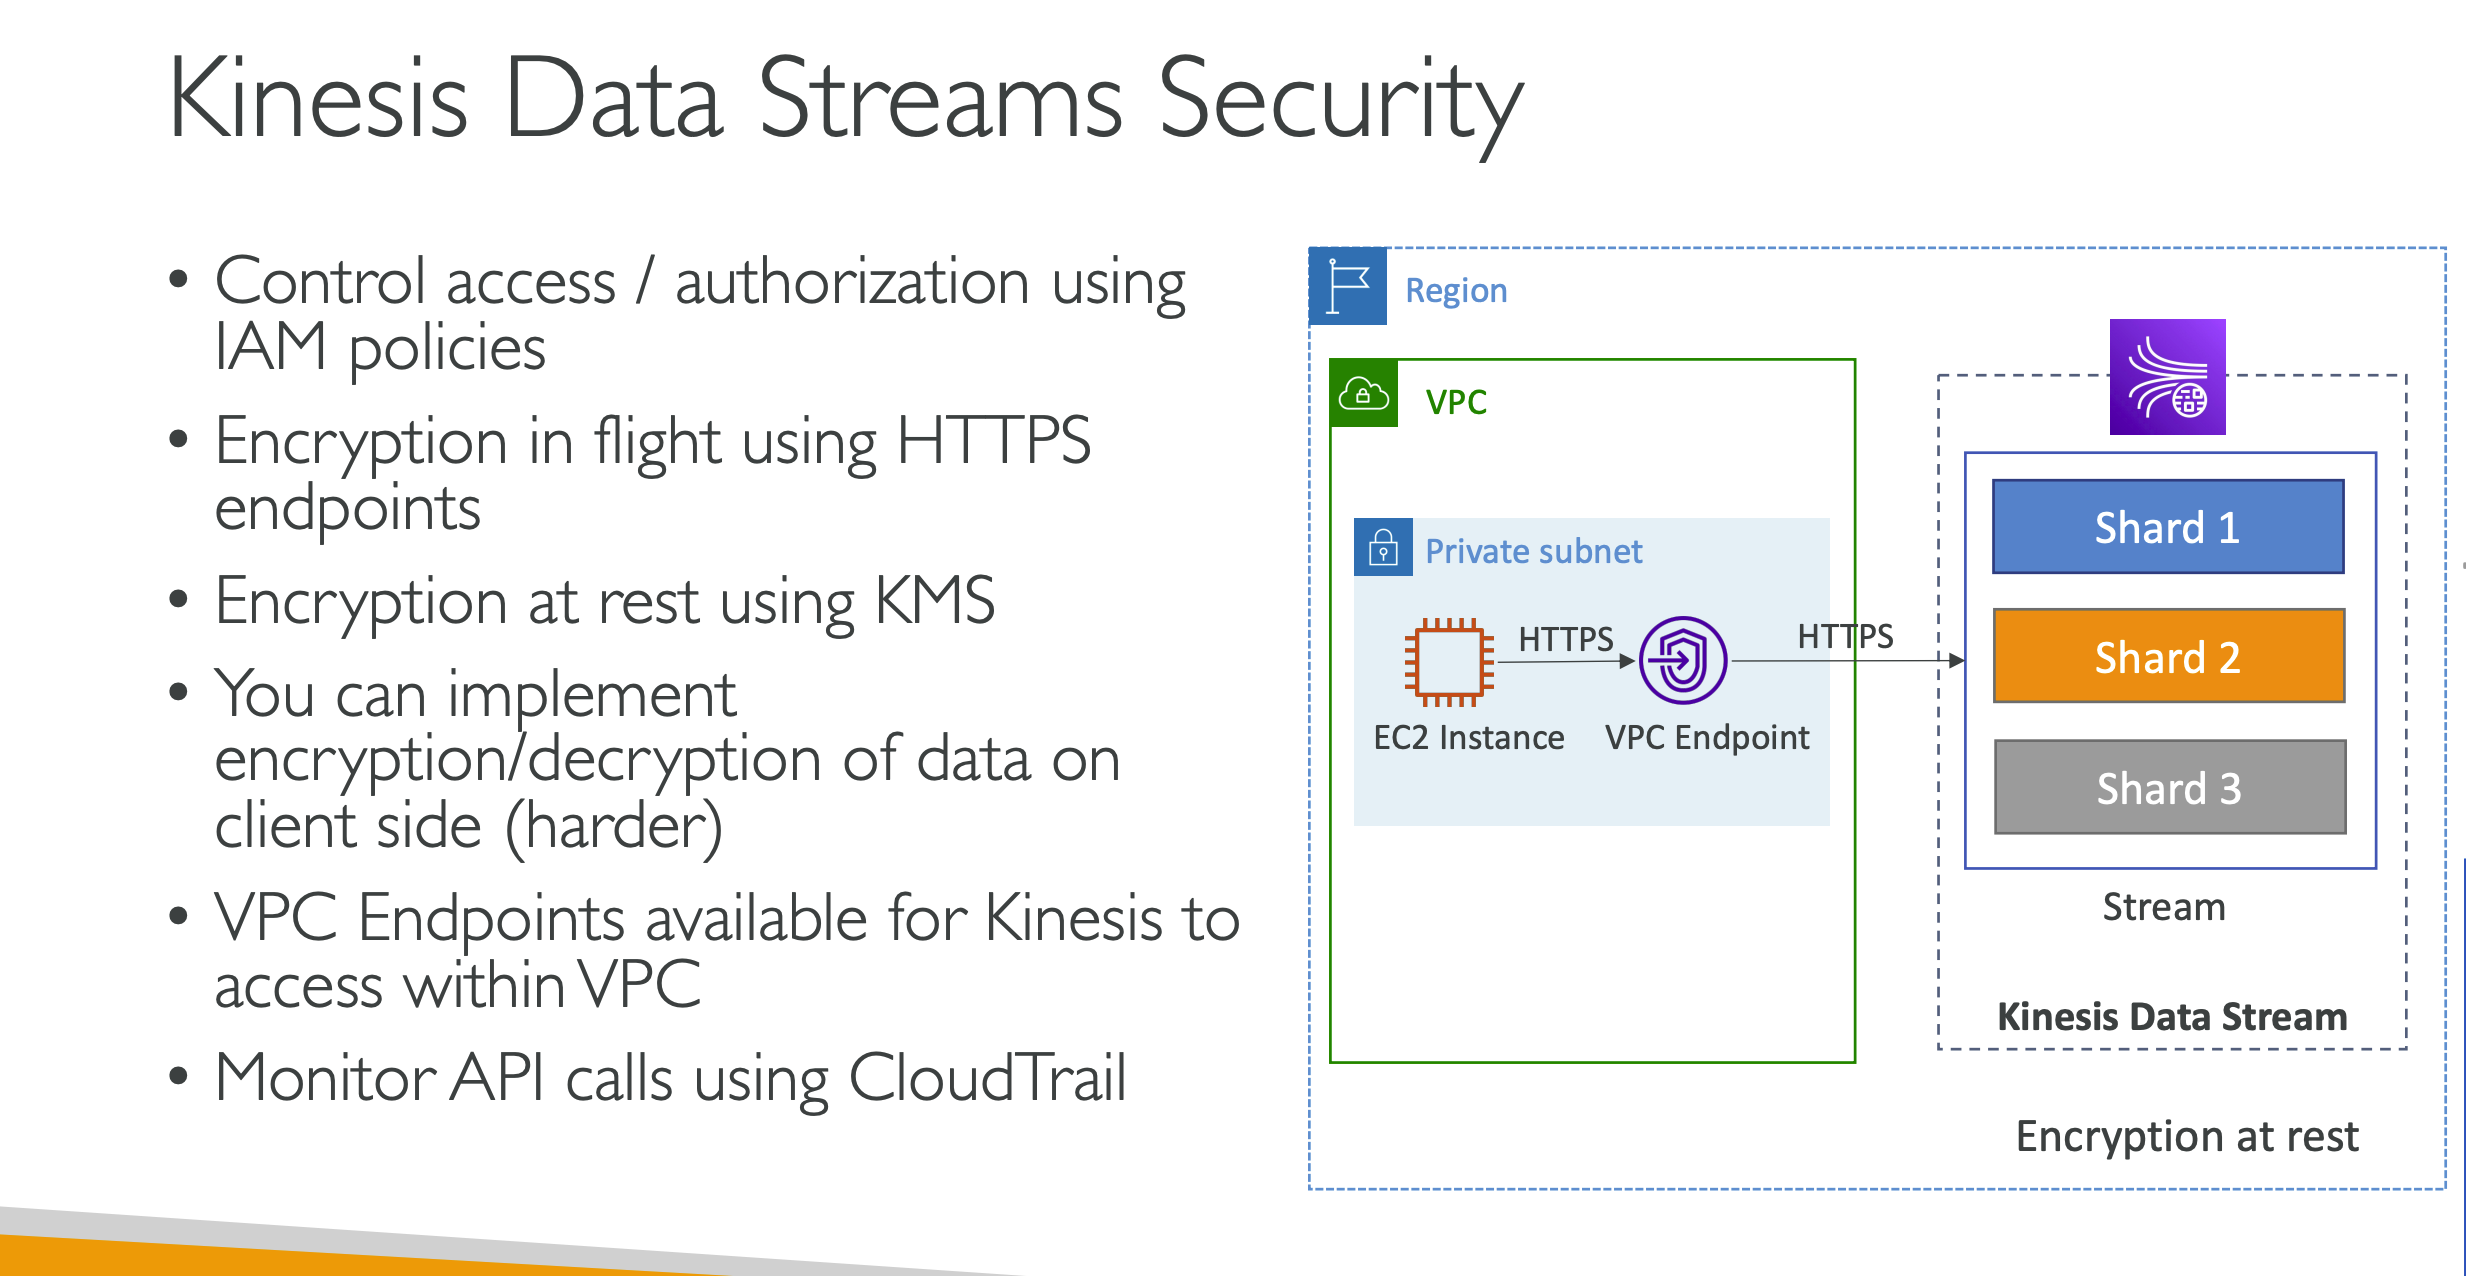 Kinesis Data Streams Security
• Control access / authorization using
IAM policies
• Encryption in flight using HTTPS
endpoints
• Encryption at rest using KMS
• You can implement
encryption/decryption of data on
client side (harder)
• VPC Endpoints available for Kinesis to
access within VPC
• Monitor API calls using CloudTrail
Region
VPC
Private subnet
HTTPS
HTTPS
EC2 Instance
VPC Endpoint
Shard 1
Shard 2
Shard 3
Stream
Kinesis Data Stream
Encryption at rest